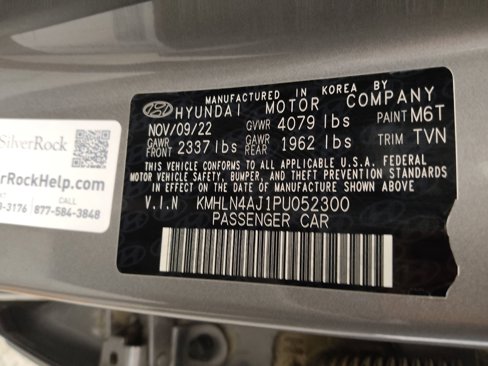 MANUFACTURED IN KOREA BY
HYUNDAI MOTOR COMPANY
NOV/09/22 GVWR 4079 lbs PAINT M6T
GAWR FRONT 2337 lbs GAWR REAR 1962 lbs TRIM TVN
THIS VEHICLE CONFORMS TO ALL APPLICABLE U.S.A. FEDERAL
MOTOR VEHICLE SAFETY, BUMPER, AND THEFT PREVENTION STANDARDS
IN EFFECT ON THE DATE OF MANUFACTURE SHOWN ABOVE.
V.I.N KMHLN4AJ1PU052300
PASSENGER CAR
SilverRock
erRockHelp.com
-3176 877-584-3848